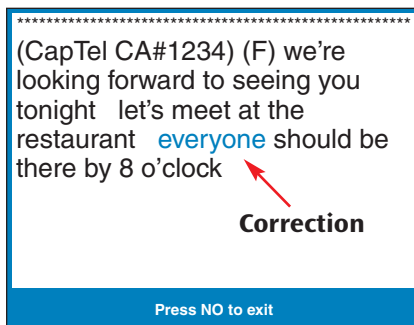 ******************************************************
(CapTel CA#1234) (F) we're
looking forward to seeing you
tonight   let's meet at the
restaurant   everyone should be
there by 8 o'clock
Correction
Press NO to exit